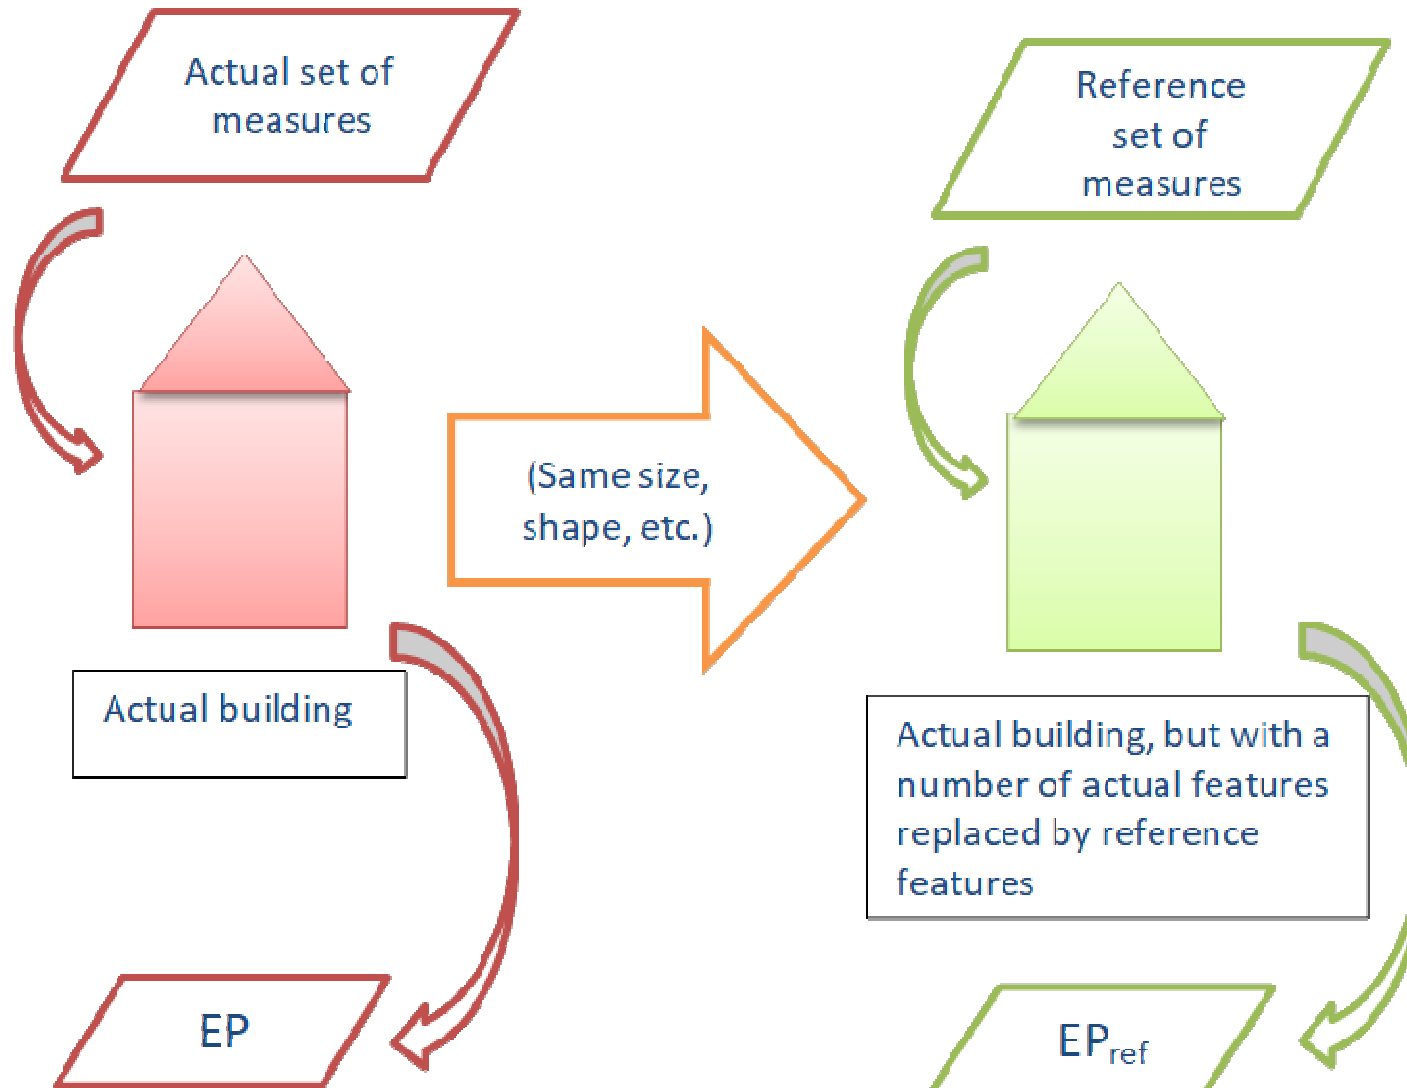 Actual set of
measures
Reference
set of
measures
(Same size,
shape, etc.)
Actual building
Actual building, but with a
number of actual features
replaced by reference
features
EP
EPref